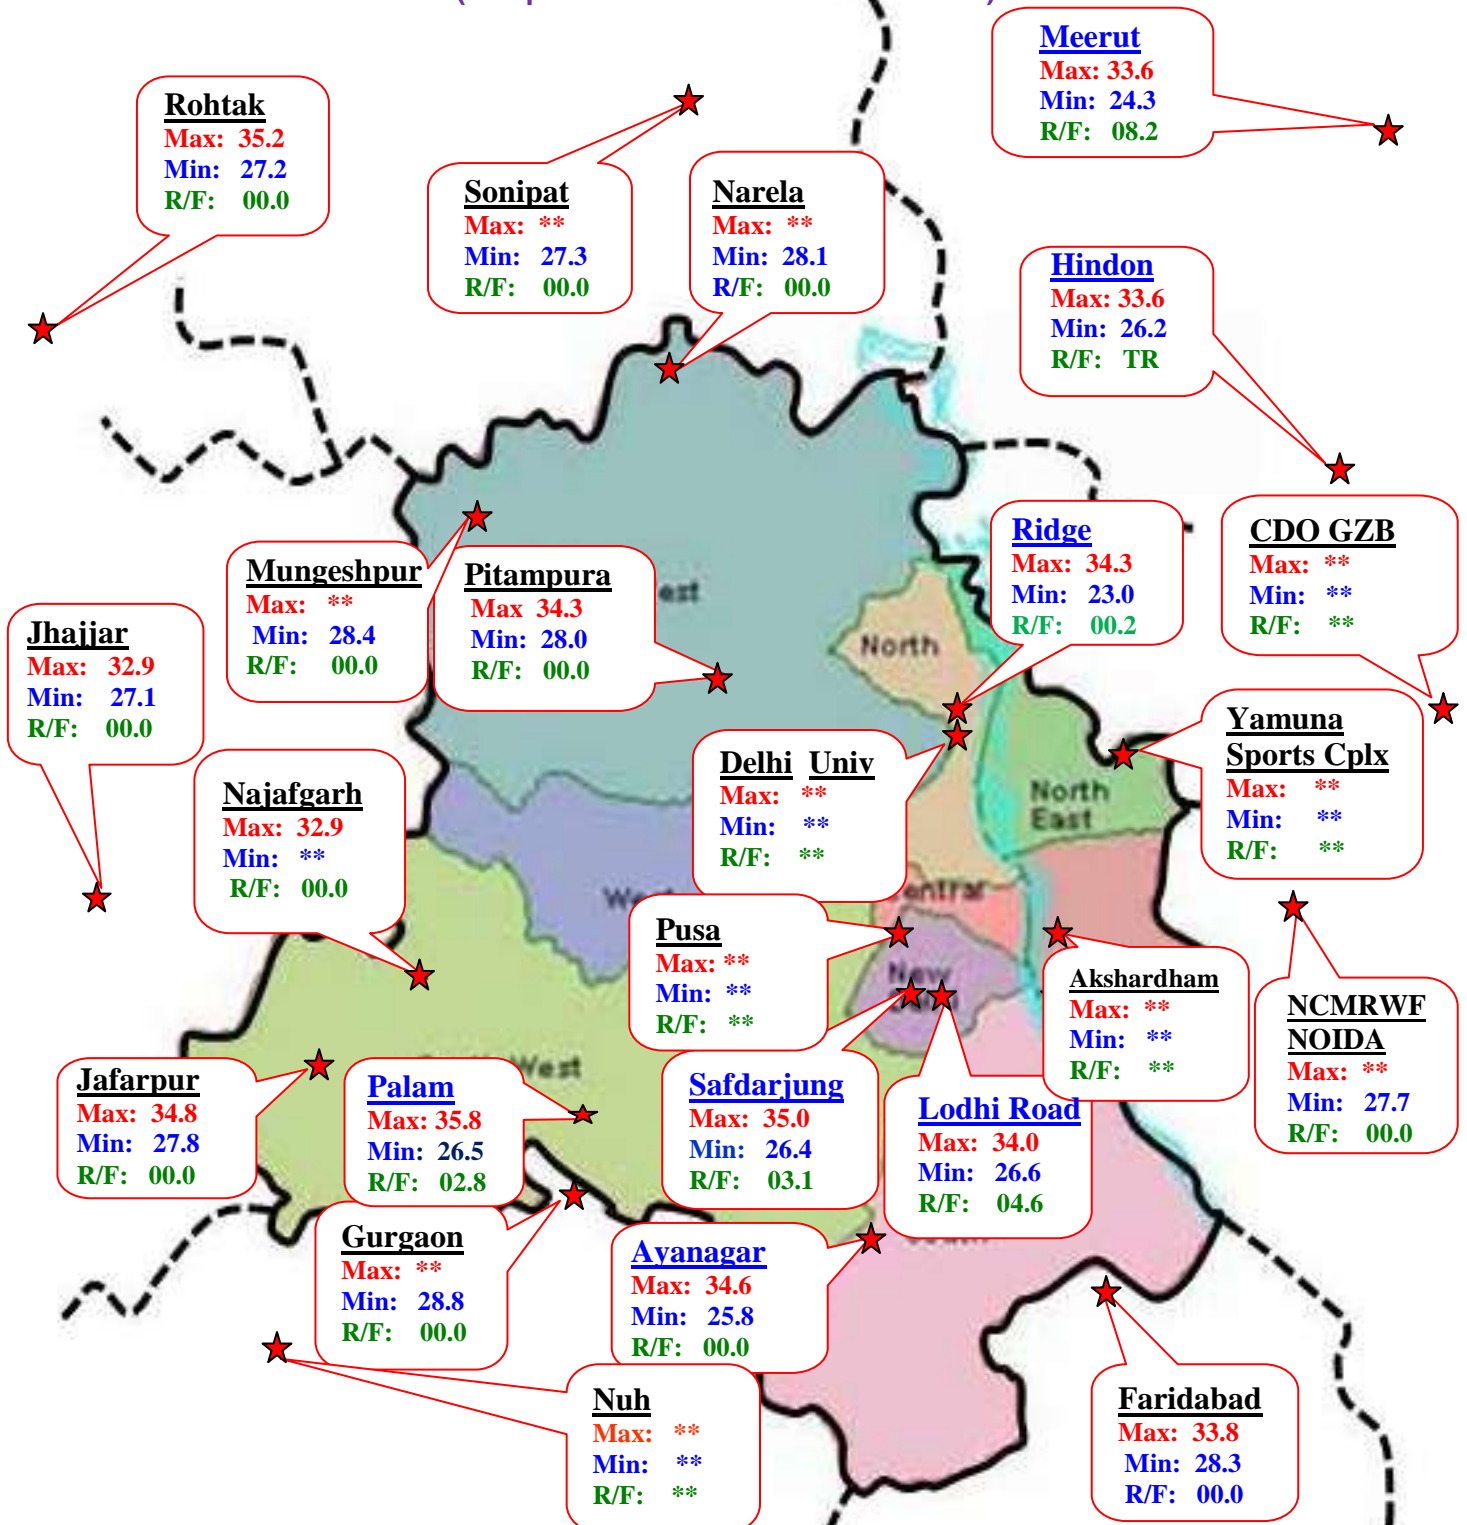 Meerut
Max: 33.6
Min: 24.3
R/F: 08.2
Rohtak
Max: 35.2
Min: 27.2
R/F: 00.0
Sonipat
Max: **
Min: 27.3
R/F: 00.0
Narela
Max: **
Min: 28.1
R/F: 00.0
Hindon
Max: 33.6
Min: 26.2
R/F: TR
Ridge
Max: 34.3
Min: 23.0
R/F: 00.2
CDO GZB
Max: **
Min: **
R/F: **
Mungeshpur
Max: **
Min: 28.4
R/F: 00.0
Pitampura
Max 34.3
Min: 28.0
R/F: 00.0
est
North
Jhajjar
Max: 32.9
Min: 27.1
R/F: 00.0
Yamuna
Sports Cplx
Max: **
Min: **
R/F: **
Delhi Univ
Max: **
Min: **
R/F: **
North
East
Najafgarh
Max: 32.9
Min: **
R/F: 00.0
entral
Pusa
Max: **
Min: **
R/F: **
New
Akshardham
Max: **
Min: **
R/F: **
NCMRWF
NOIDA
Max: **
Min: 27.7
R/F: 00.0
West
Jafarpur
Max: 34.8
Min: 27.8
R/F: 00.0
Palam
Max: 35.8
Min: 26.5
R/F: 02.8
Safdarjung
Max: 35.0
Min: 26.4
R/F: 03.1
Lodhi Road
Max: 34.0
Min: 26.6
R/F: 04.6
Gurgaon
Max: **
Min: 28.8
R/F: 00.0
Ayanagar
Max: 34.6
Min: 25.8
R/F: 00.0
Nuh
Max: **
Min: **
R/F: **
Faridabad
Max: 33.8
Min: 28.3
R/F: 00.0